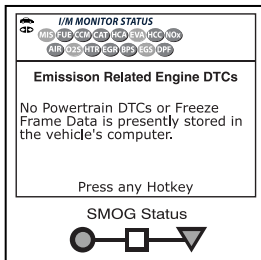 I/M MONITOR STATUS
MIS FUE CCM CAT HCA EVA HCC NOx
AIR O2S HTR EGR BPS EGS DPF
Emissison Related Engine DTCs
No Powertrain DTCs or Freeze
Frame Data is presently stored in
the vehicle's computer.
Press any Hotkey
SMOG Status